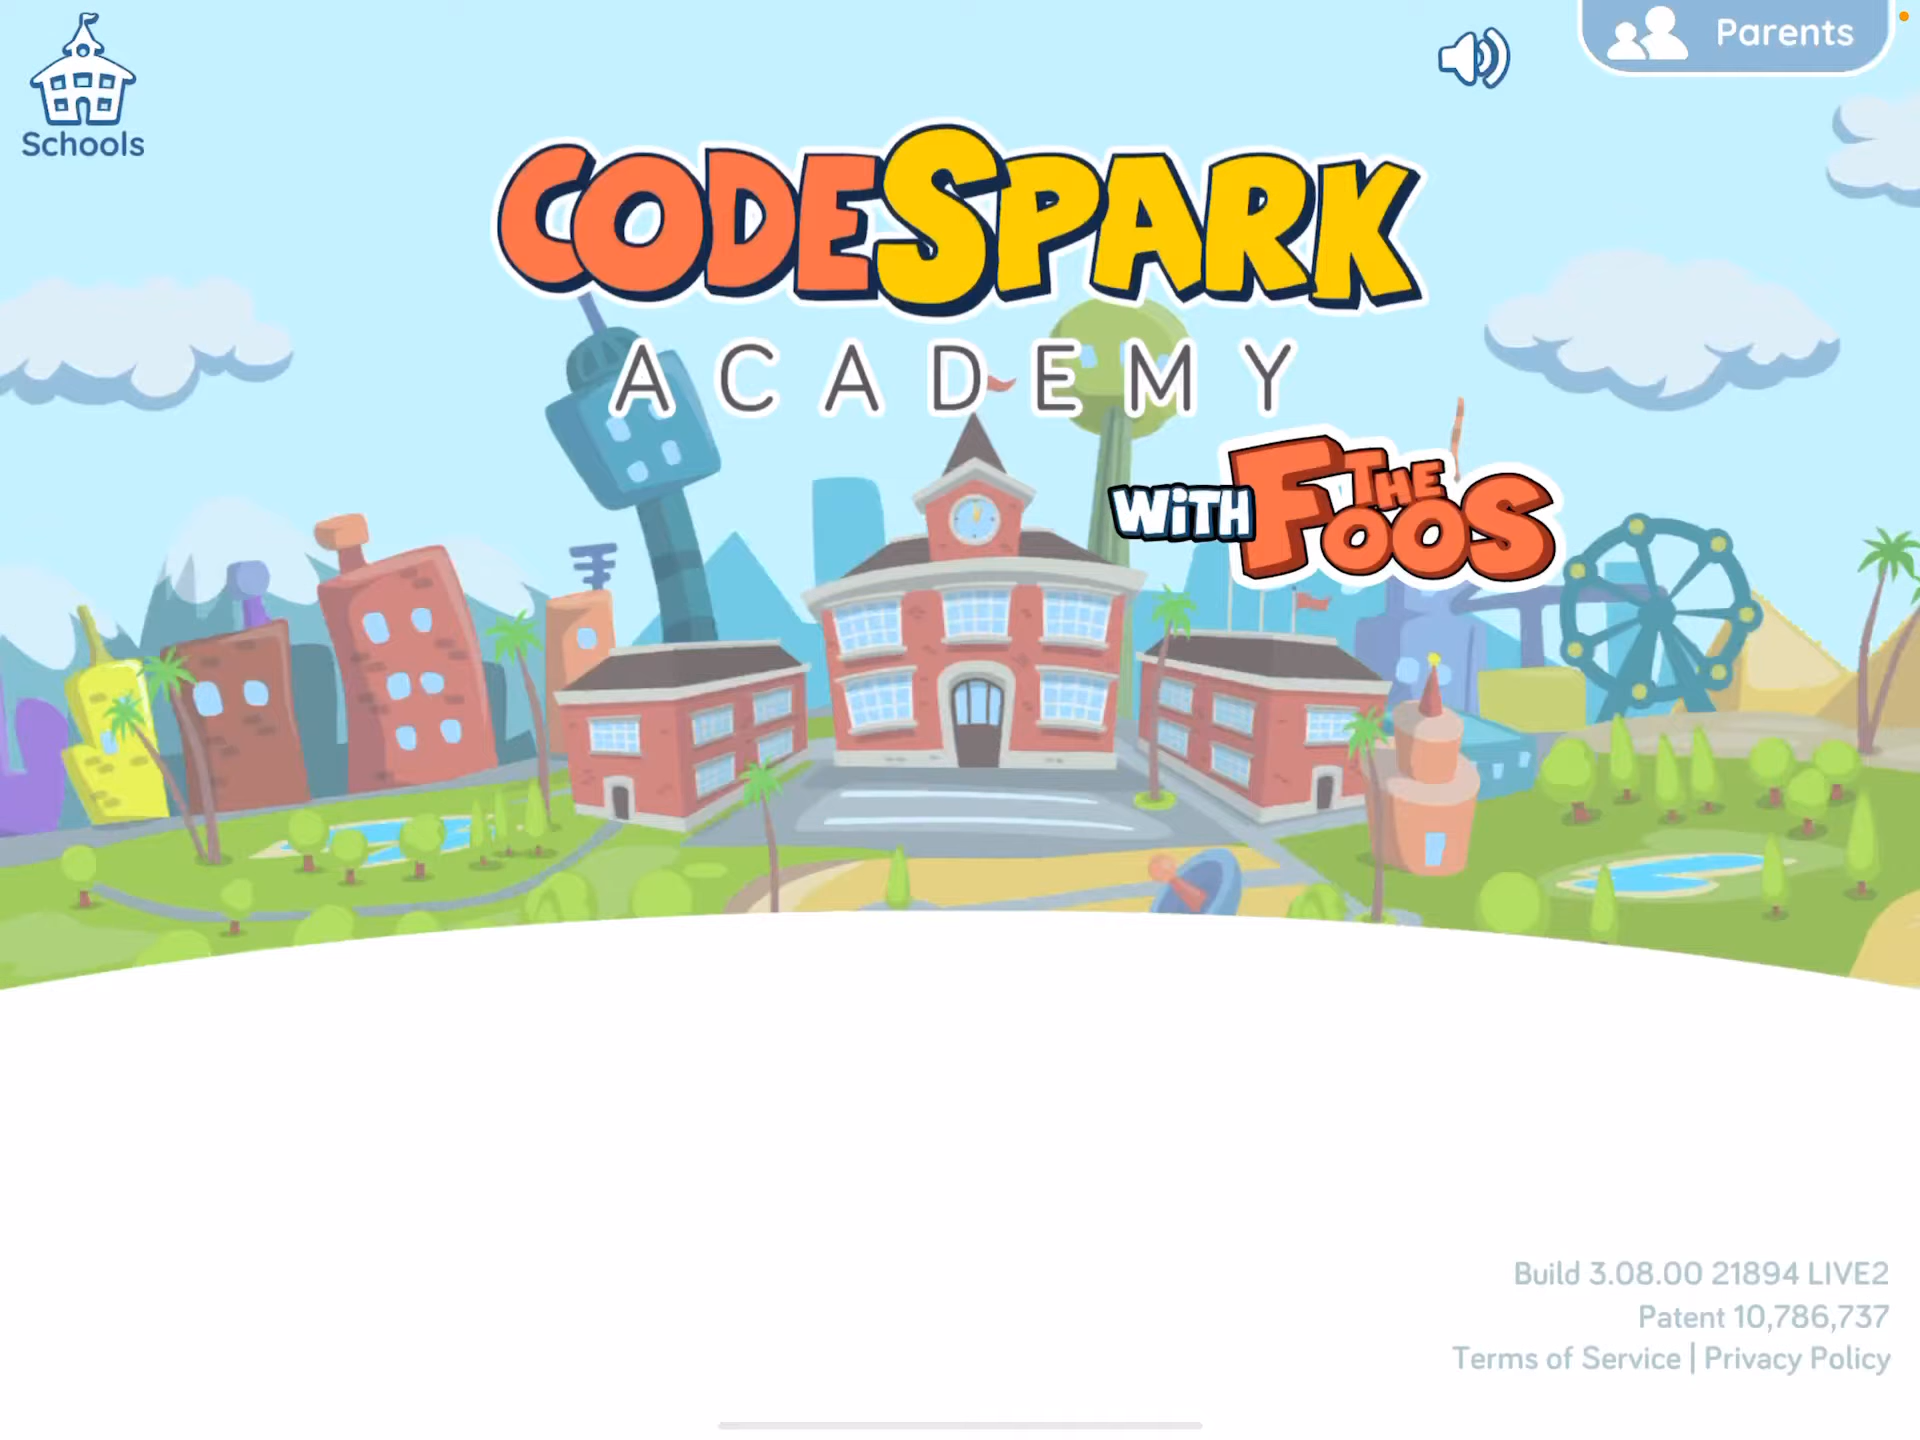 Parents
Schools
CODESPARK
ACADEMY
WiTH THE FOOS
Build 3.08.00 21894 LIVE2
Patent 10,786,737
Terms of Service | Privacy Policy